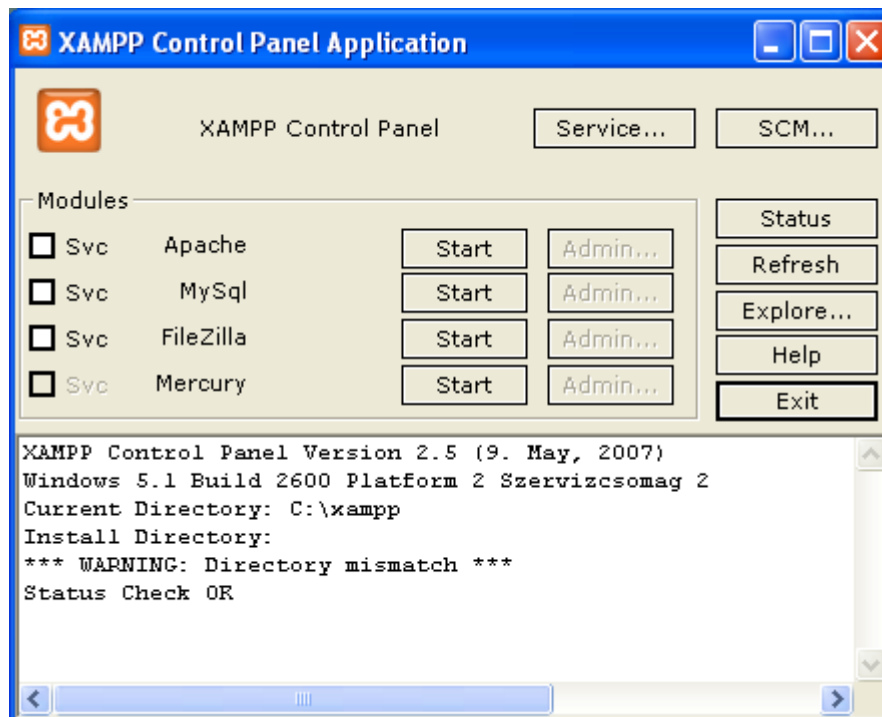 XAMPP Control Panel Application
XAMPP Control Panel
Service...
SCM...
Modules
Svc Apache Start Admin...
Svc MySql Start Admin...
Svc FileZilla Start Admin...
Svc Mercury Start Admin...
Status
Refresh
Explore...
Help
Exit
XAMPP Control Panel Version 2.5 (9. May, 2007)
Windows 5.1 Build 2600 Platform 2 Szervizcsomag 2
Current Directory: C:\xampp
Install Directory:
*** WARNING: Directory mismatch ***
Status Check OK